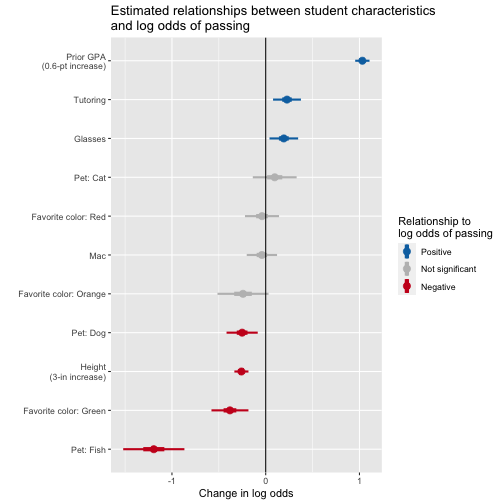 Estimated relationships between student characteristics
and log odds of passing
Prior GPA
(0.6-pt increase)
Tutoring
Glasses
Pet: Cat
Favorite color: Red
Mac
Favorite color: Orange
Pet: Dog
Height
(3-in increase)
Favorite color: Green
Pet: Fish
-1
0
1
Change in log odds
Relationship to
log odds of passing
Positive
Not significant
Negative